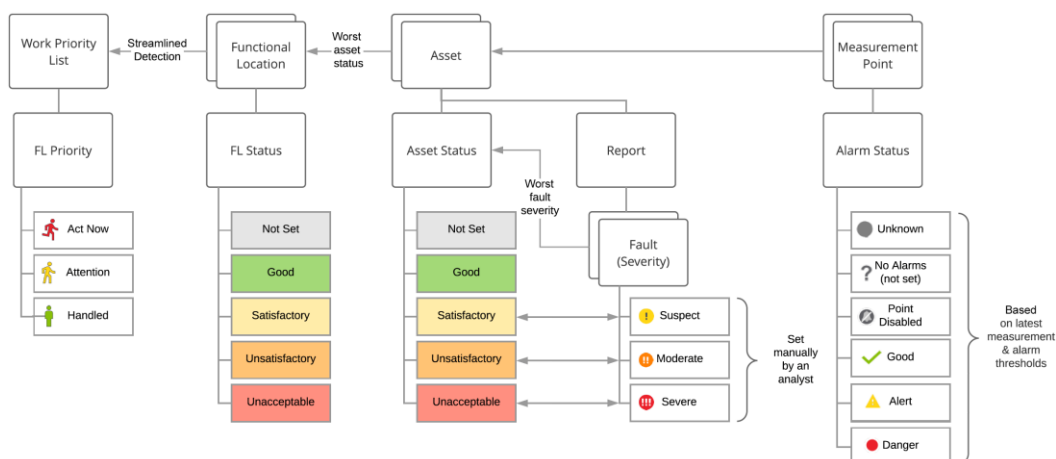 Work Priority
List
Streamlined
Detection
Functional
Location
Worst
asset
status
Asset
Measurement
Point
FL Priority
FL Status
Asset Status
Report
Alarm Status
Worst
fault
severity
Act Now
Attention
Handled
Not Set
Good
Satisfactory
Unsatisfactory
Unacceptable
Not Set
Good
Satisfactory
Unsatisfactory
Unacceptable
Fault
(Severity)
! Suspect
!! Moderate
!!! Severe
Set
manually
by an
analyst
Unknown
? No Alarms
(not set)
Point
Disabled
Good
Alert
Danger
Based
on latest
measurement
& alarm
thresholds